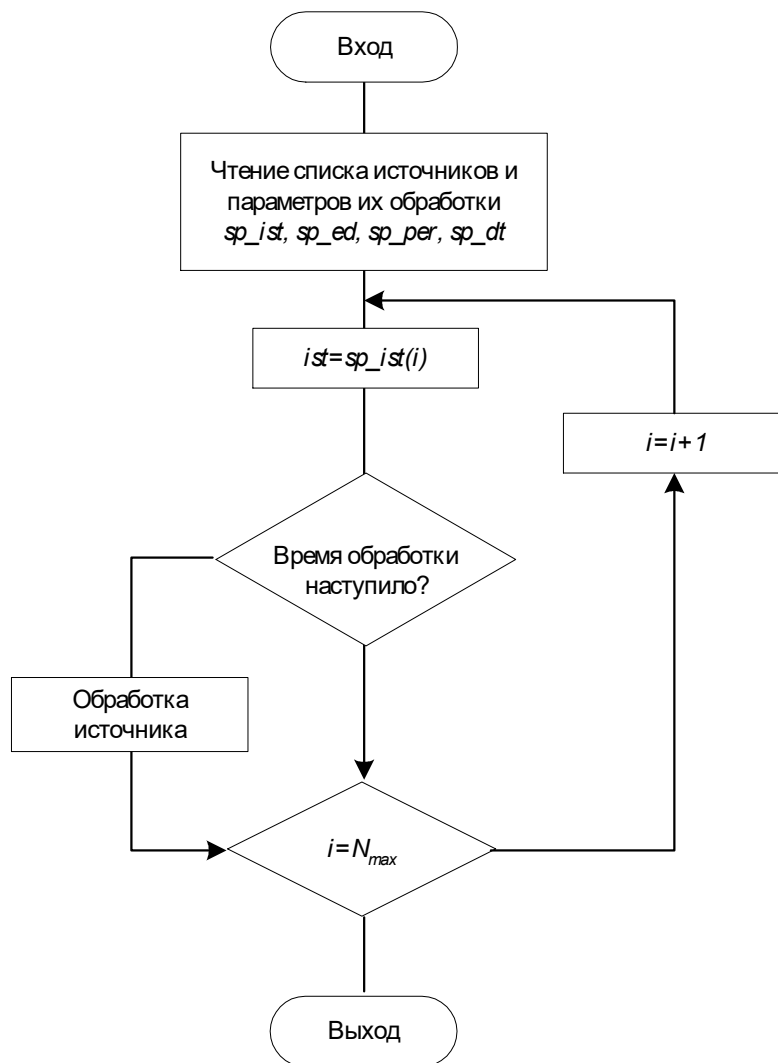 Вход
Чтение списка источников и
параметров их обработки
sp_ist, sp_ed, sp_per, sp_dt
ist=sp_ist(i)
i=i+1
Время обработки
наступило?
Обработка
источника
i=Nmax
Выход